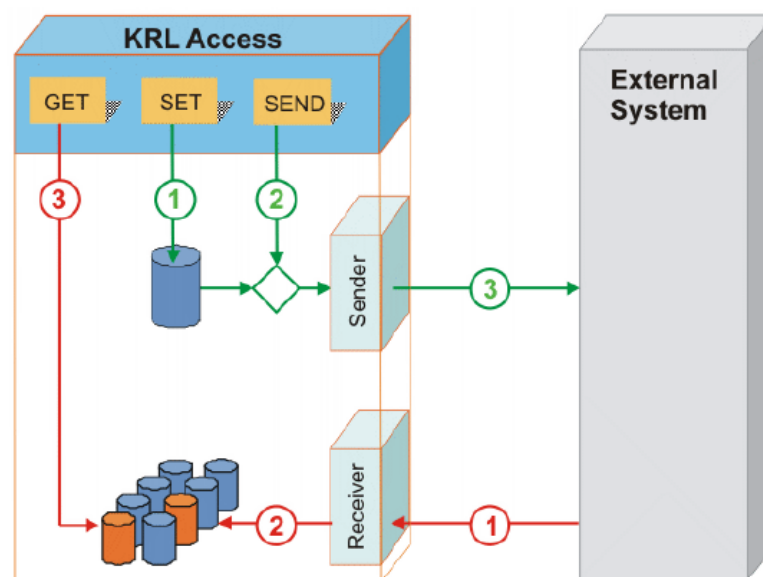 KRL Access
External
System
GET
SET
SEND
3
1
2
Sender
3
Receiver
2
1